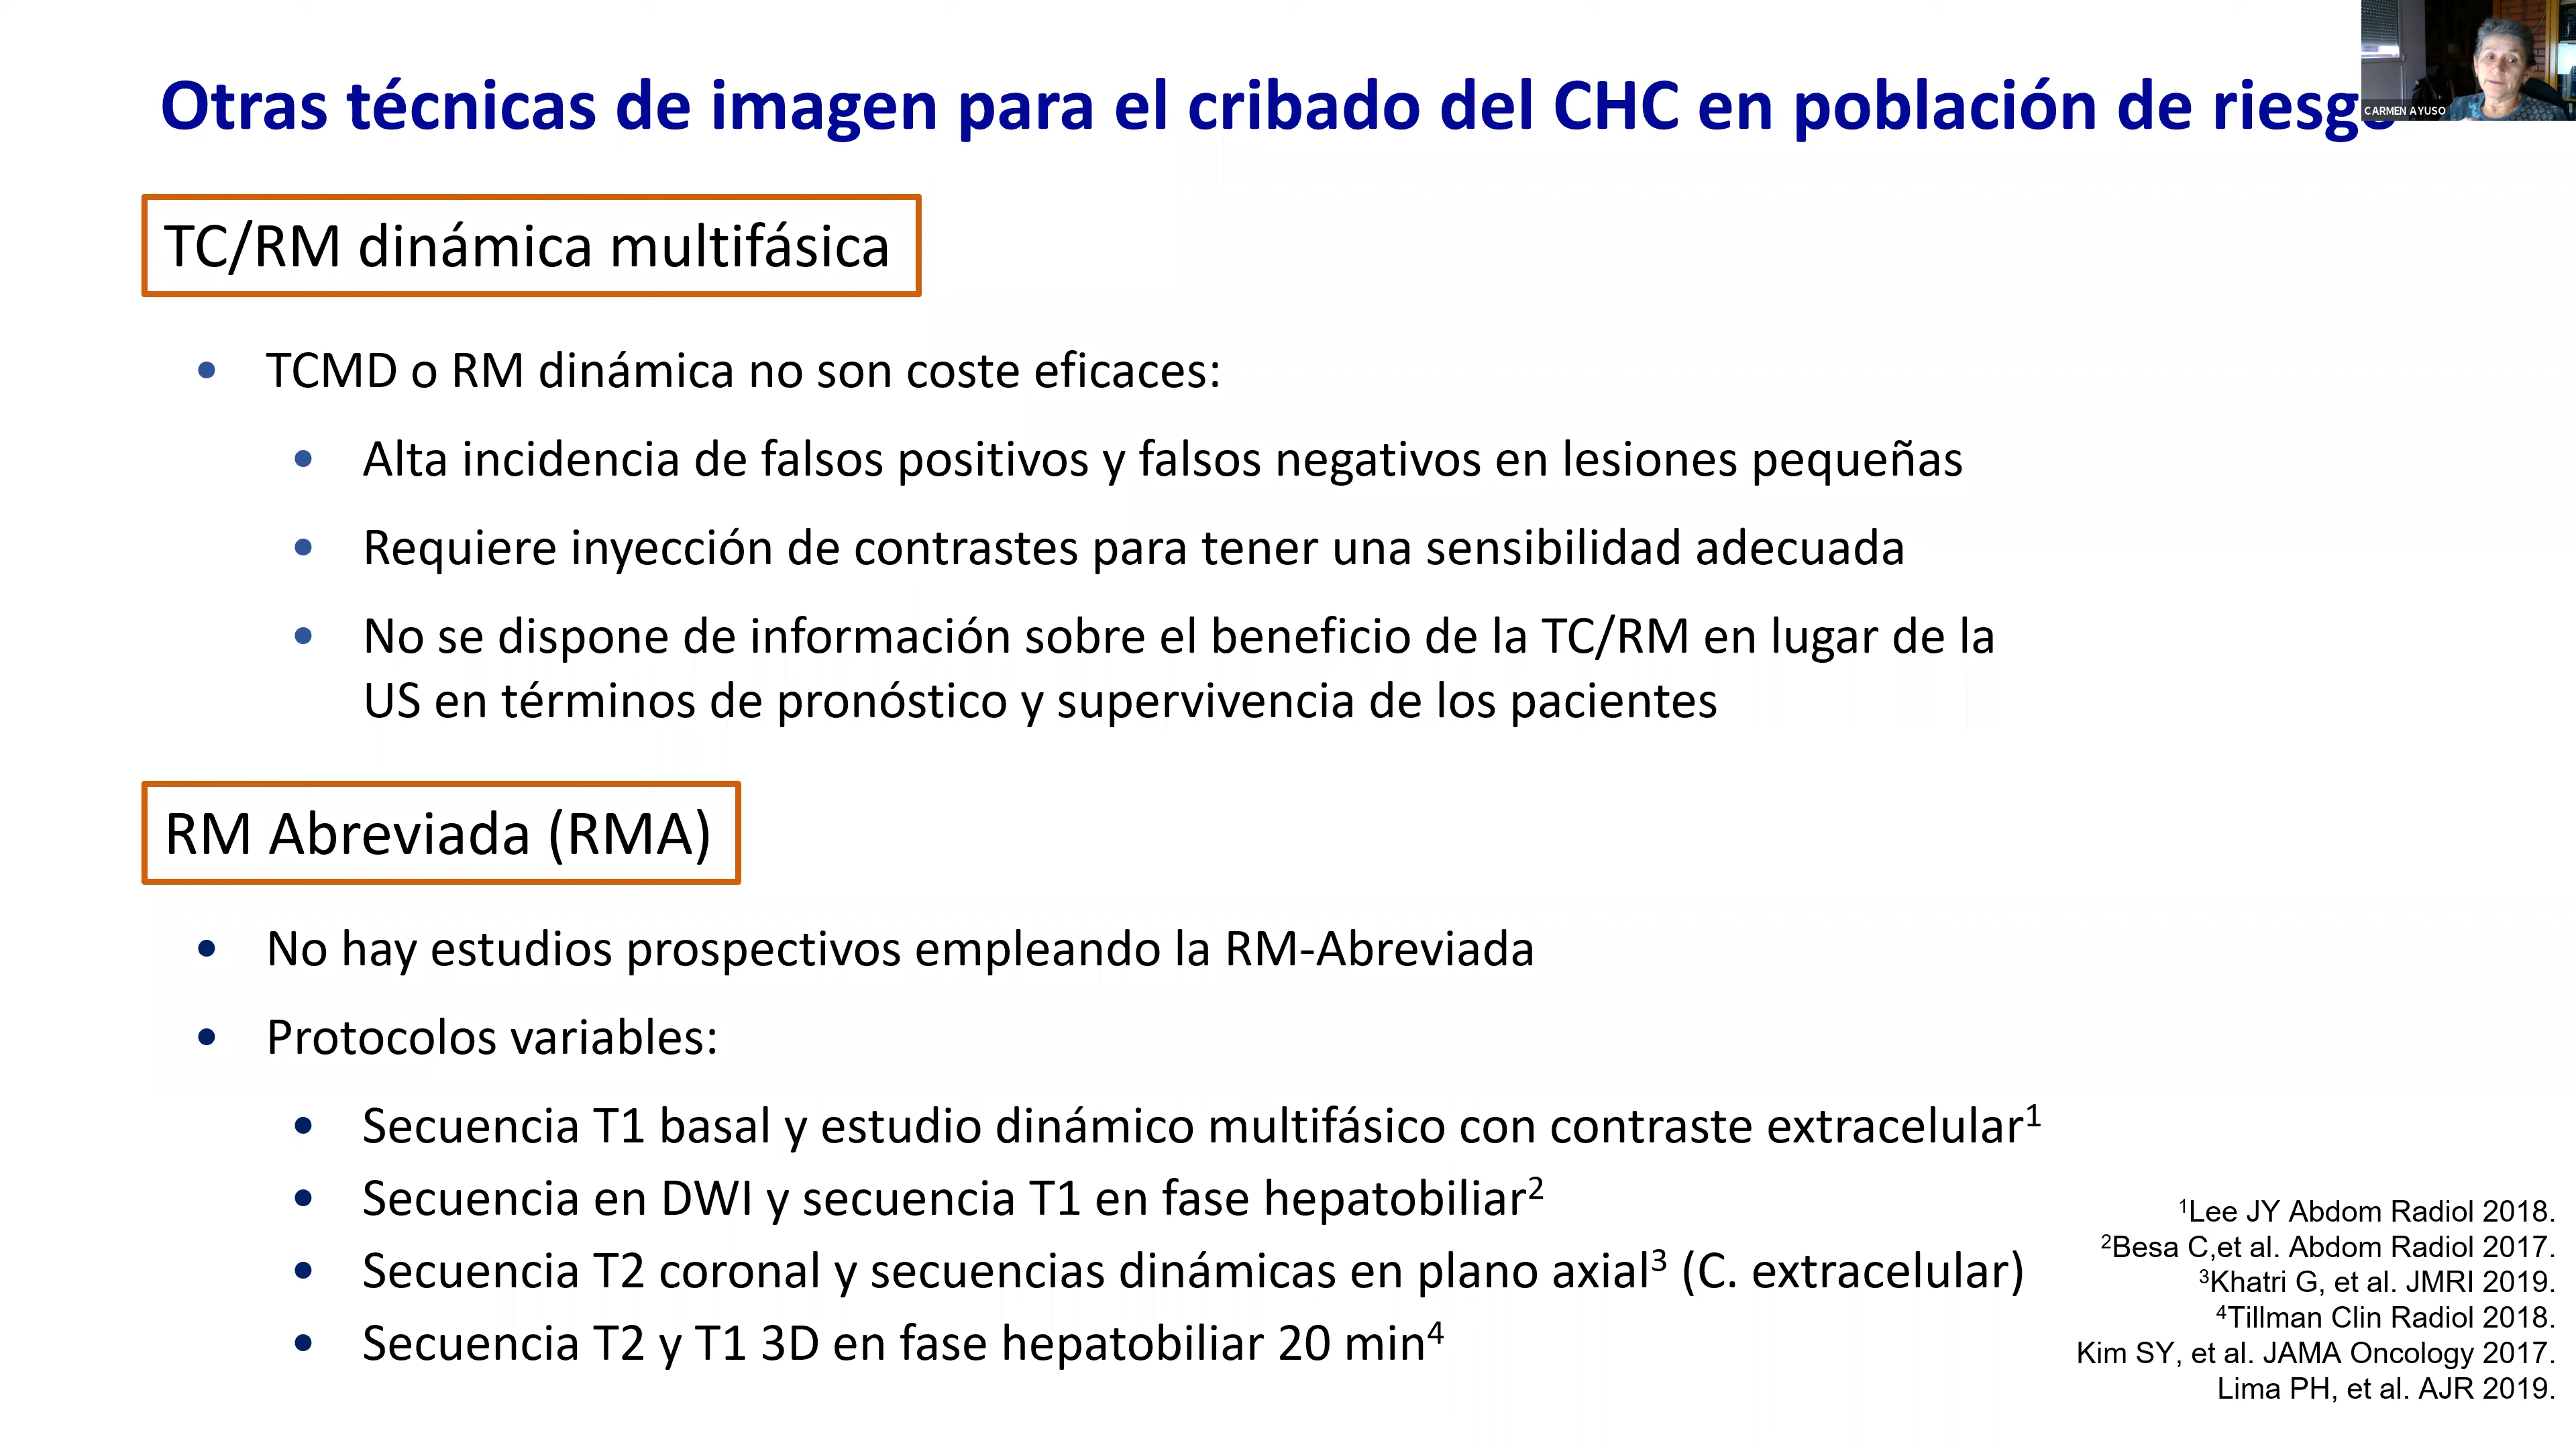 Otras técnicas de imagen para el cribado del CHC en población de riesgo
CARMEN AYUSO
TC/RM dinámica multifásica
• TCMD o RM dinámica no son coste eficaces:
• Alta incidencia de falsos positivos y falsos negativos en lesiones pequeñas
• Requiere inyección de contrastes para tener una sensibilidad adecuada
• No se dispone de información sobre el beneficio de la TC/RM en lugar de la
US en términos de pronóstico y supervivencia de los pacientes
RM Abreviada (RMA)
• No hay estudios prospectivos empleando la RM-Abreviada
• Protocolos variables:
• Secuencia T1 basal y estudio dinámico multifásico con contraste extracelular¹
• Secuencia en DWI y secuencia T1 en fase hepatobiliar²
• Secuencia T2 coronal y secuencias dinámicas en plano axial³ (C. extracelular)
• Secuencia T2 y T1 3D en fase hepatobiliar 20 min⁴
¹Lee JY Abdom Radiol 2018.
²Besa C,et al. Abdom Radiol 2017.
³Khatri G, et al. JMRI 2019.
⁴Tillman Clin Radiol 2018.
Kim SY, et al. JAMA Oncology 2017.
Lima PH, et al. AJR 2019.